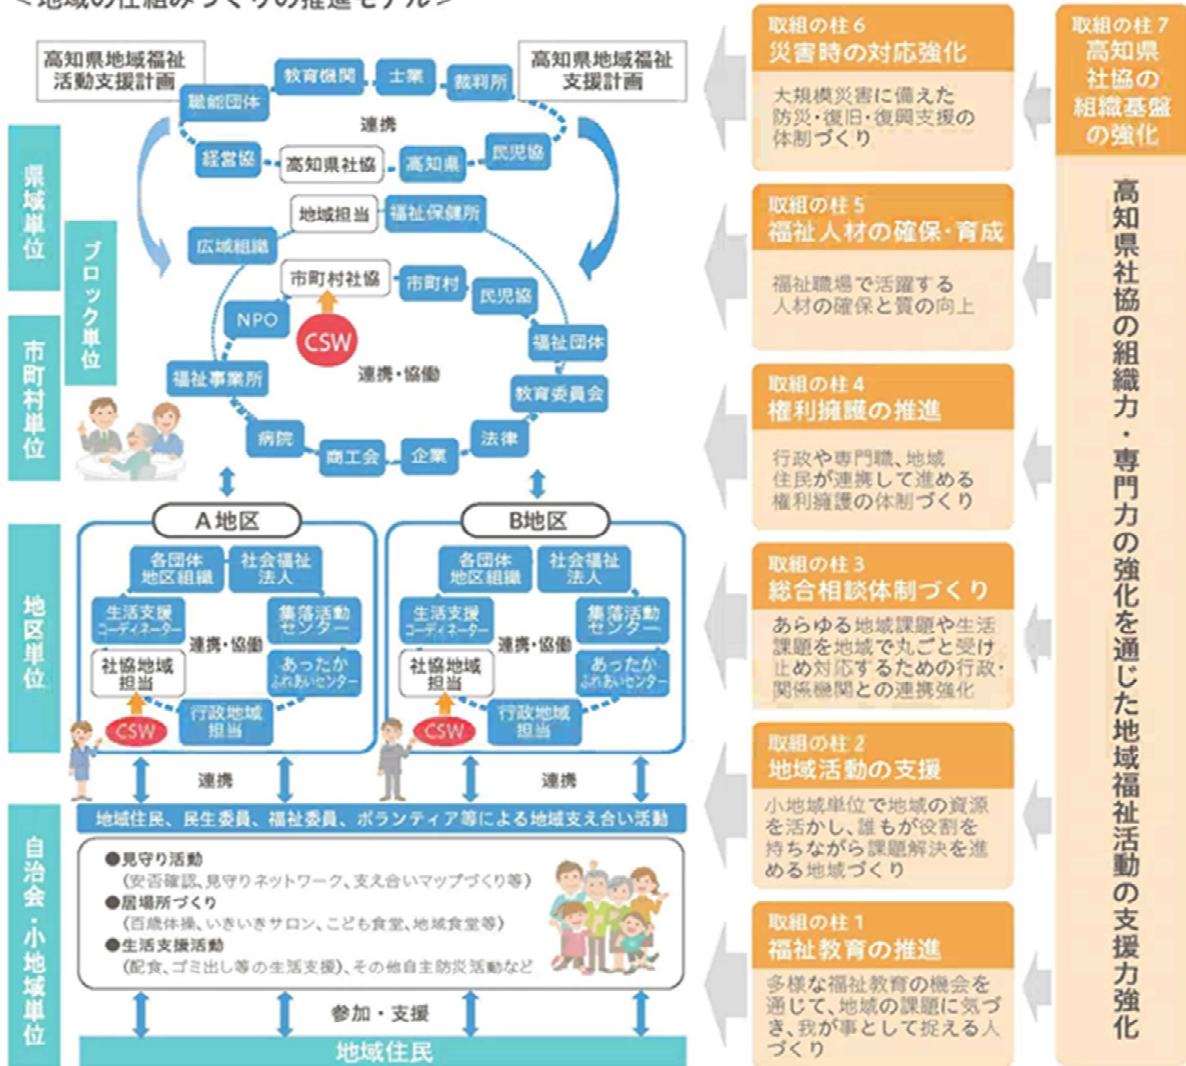 <地域の仕組みづくりの推進モデル>
高知県地域福祉
活動支援計画
高知県地域福祉
支援計画
教育機関
士業
裁判所
職能団体
連携
経営協
高知県社協
高知県
民児協
地域担当
福祉保健所
広域組織
市町村社協
市町村
民児協
NPO
CSW
福祉団体
連携・協働
福祉事業所
教育委員会
病院
商工会
企業
法律
県域単位
ブロック単位
市町村単位
地区単位
自治会・小地域単位
A地区
各団体
地区組織
社会福祉
法人
生活支援
コーディネーター
集落活動
センター
連携・協働
社協地域
担当
あったか
ふれあいセンター
CSW
行政地域
担当
B地区
各団体
地区組織
社会福祉
法人
生活支援
コーディネーター
集落活動
センター
連携・協働
社協地域
担当
あったか
ふれあいセンター
CSW
行政地域
担当
連携
連携
地域住民、民生委員、福祉委員、ボランティア等による地域支え合い活動
●見守り活動
(安否確認、見守りネットワーク、支え合いマップづくり等)
●居場所づくり
(百歳体操、いきいきサロン、こども食堂、地域食堂等)
●生活支援活動
(配食、ゴミ出し等の生活支援)、その他自主防災活動など
参加・支援
地域住民
取組の柱6
災害時の対応強化
大規模災害に備えた
防災・復旧・復興支援の
体制づくり
取組の柱5
福祉人材の確保・育成
福祉職場で活躍する
人材の確保と質の向上
取組の柱4
権利擁護の推進
行政や専門職、地域
住民が連携して進める
権利擁護の体制づくり
取組の柱3
総合相談体制づくり
あらゆる地域課題や生活
課題を地域で丸ごと受け
止め対応するための行政・
関係機関との連携強化
取組の柱2
地域活動の支援
小地域単位で地域の資源
を活かし、誰もが役割を
持ちながら課題解決を進
める地域づくり
取組の柱1
福祉教育の推進
多様な福祉教育の機会を
通じて、地域の課題に気づ
き、我が事として捉える人
づくり
取組の柱7
高知県
社協の
組織基盤
の強化
高知県社協の組織力・専門力の強化を通じた地域福祉活動の支援力強化